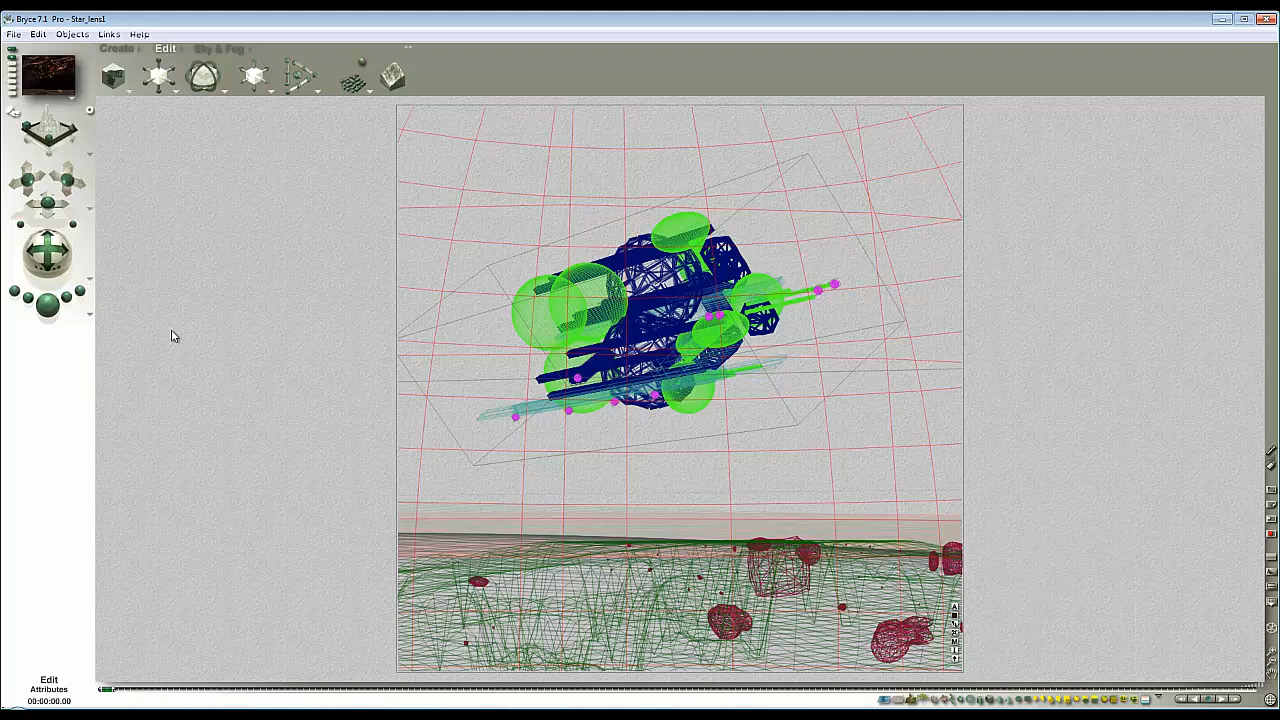 Bryce 7.1 Pro - Star_lens1
File Edit Objects Links Help
Create Edit Sky & Fog
Edit
Attributes
00:00:00.00